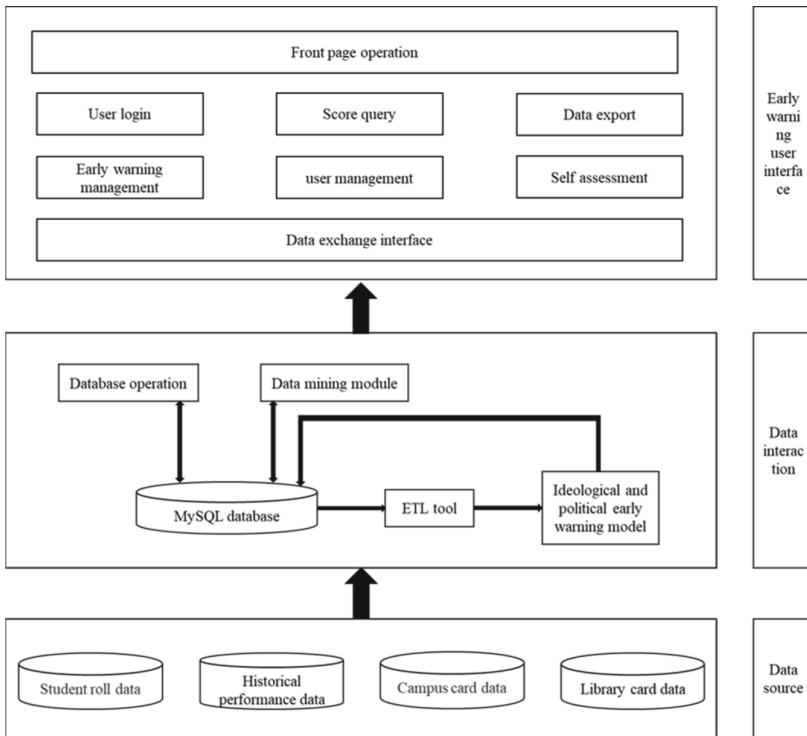 Front page operation
User login
Score query
Data export
Early warning
management
user management
Self assessment
Data exchange interface
Early
warni
ng
user
interfa
ce
Database operation
Data mining module
MySQL database
ETL tool
Ideological and
political early
warning model
Data
interac
tion
Student roll data
Historical
performance data
Campus card data
Library card data
Data
source